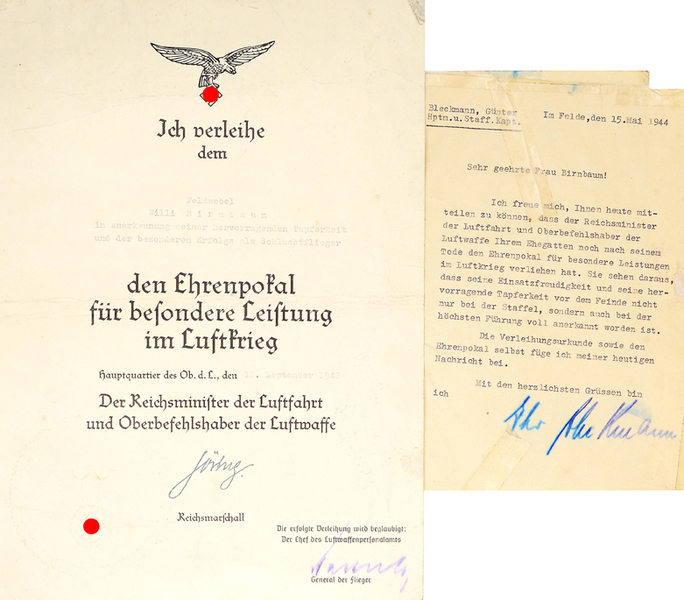 Ich verleihe
dem
Feldwebel
Willi Birnbaum
in Anerkennung seiner hervorragenden Tapferkeit
und der besonderen Erfolge als Schlachtflieger
den Ehrenpokal
für besondere Leistung
im Luftkrieg
Hauptquartier des Ob. d. L., den September
Der Reichsminister der Luftfahrt
und Oberbefehlshaber der Luftwaffe
Göring.
Reichsmarschall
Die erfolgte Verleihung wird beglaubigt:
Der Chef des Luftwaffenpersonalamts
General der Flieger
Bleckmann, Günter
Hptm.u. Staff.Kapt.
Im Felde,den 15.Mai 1944
Sehr geehrte Frau Birnbaum!
Ich freue mich, Ihnen heute mit-
teilen zu können, dass der Reichsminister
der Luftfahrt und Oberbefehlshaber der
Luftwaffe Ihrem Ehegatten noch nach seinem
Tode den Ehrenpokal für besondere Leistungen
im Luftkrieg verliehen hat. Sie sehen daraus,
dass seine Einsatzfreudigkeit und seine her-
vorragende Tapferkeit vor dem Feinde nicht
nur bei der Staffel, sondern auch bei der
höchsten Führung voll anerkannt worden ist.
Die Verleihungsurkunde sowie den
Ehrenpokal selbst füge ich meiner heutigen
Nachricht bei.
Mit den herzlichsten Grüssen bin
ich
Ihr Bleckmann